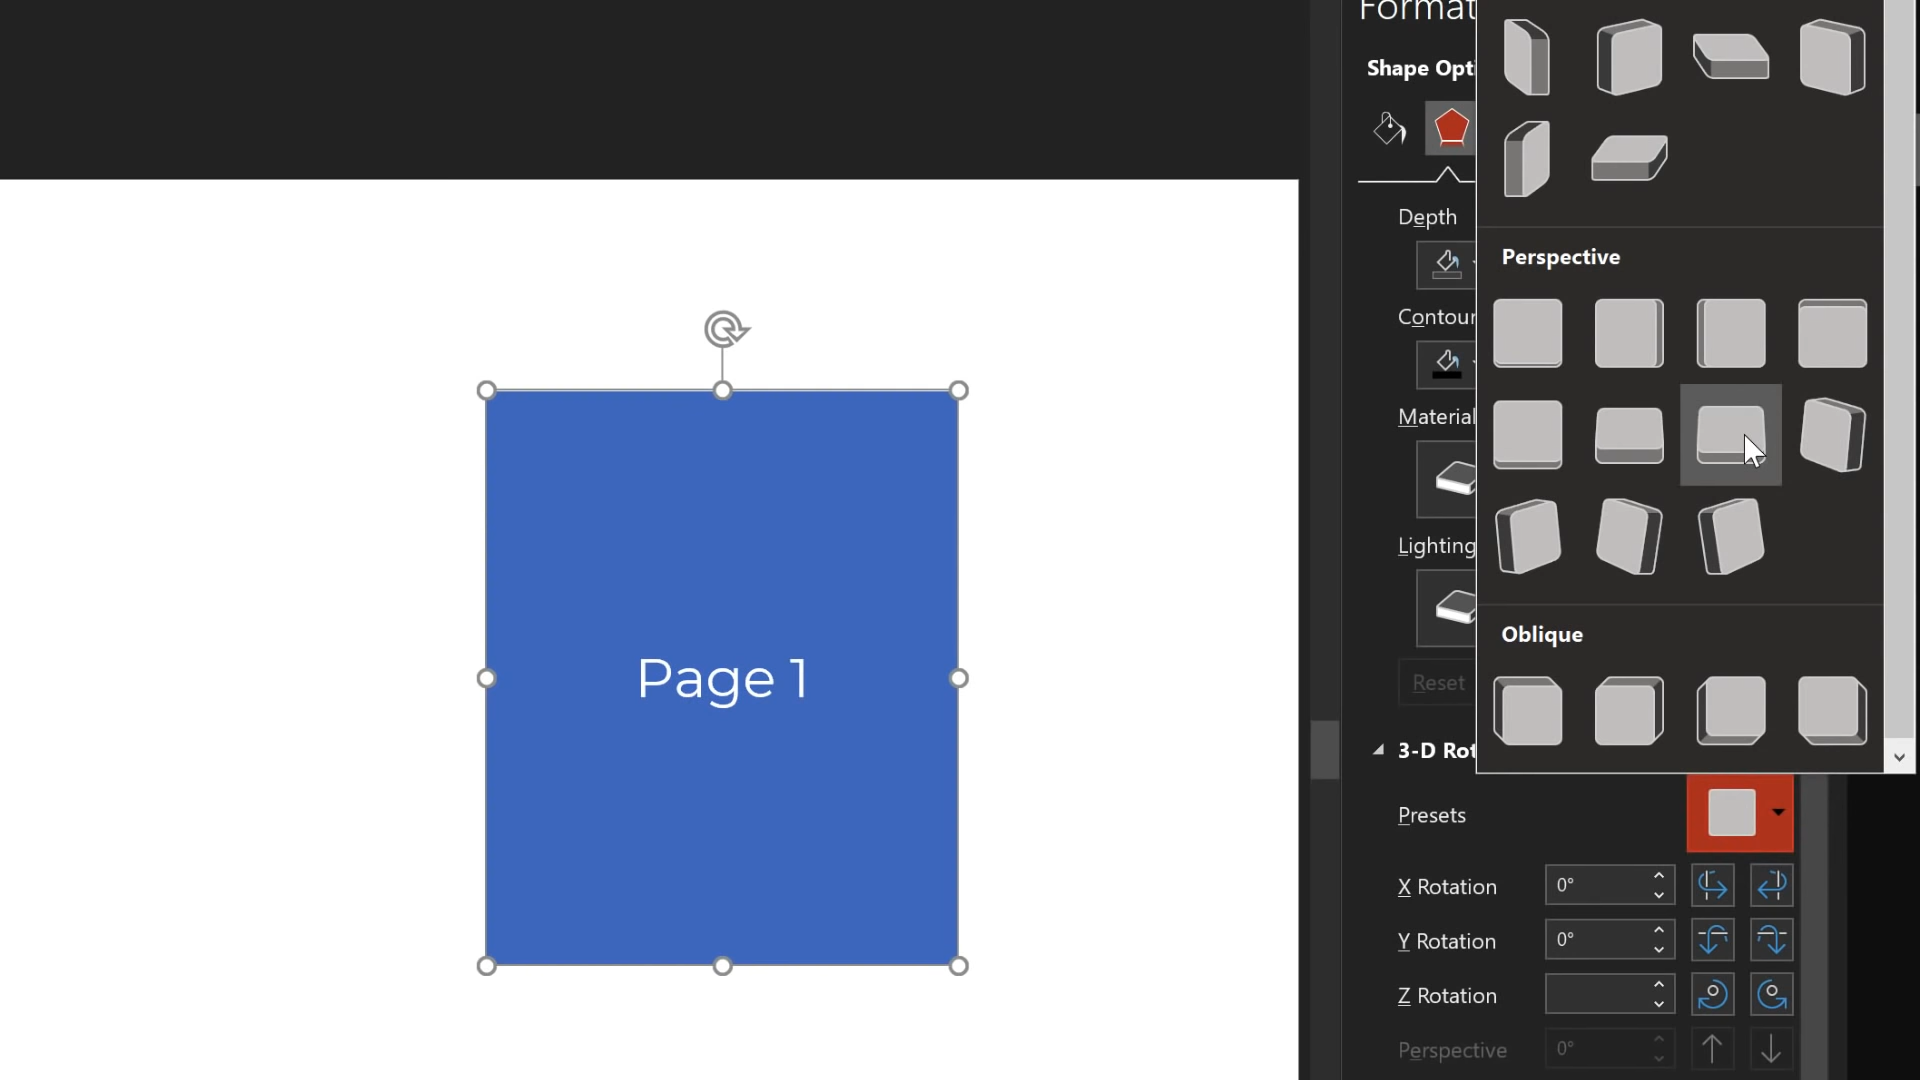 Format
Shape Opti
Depth
Contour
Material
Lighting
Reset
3-D Rot
Perspective
Oblique
Page 1
Presets
X Rotation 0°
Y Rotation 0°
Z Rotation
Perspective 0°